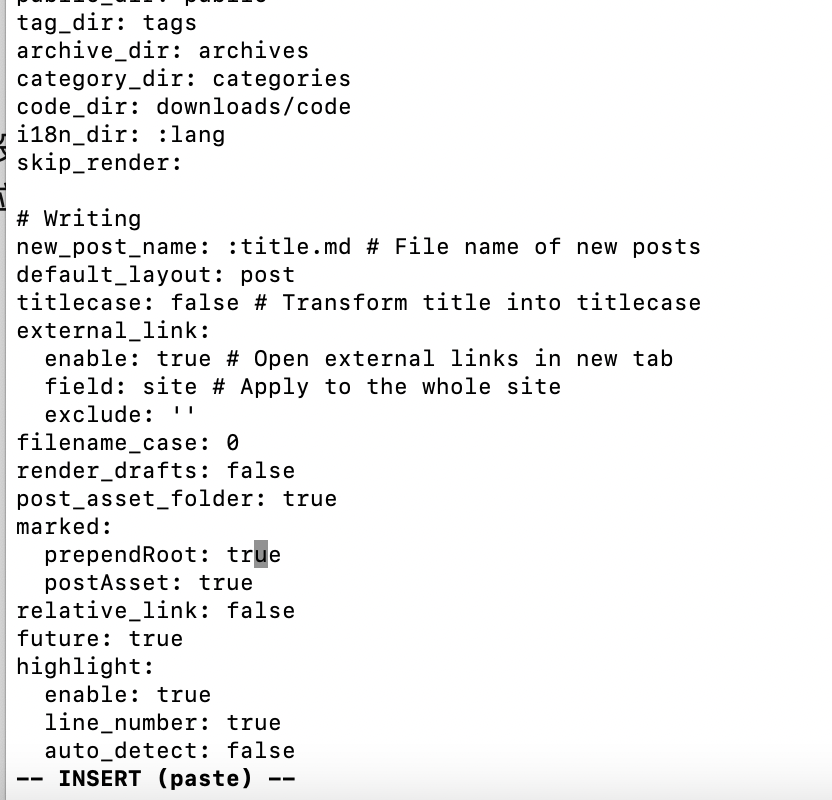 public_dir: public
tag_dir: tags
archive_dir: archives
category_dir: categories
code_dir: downloads/code
i18n_dir: :lang
skip_render:

# Writing
new_post_name: :title.md # File name of new posts
default_layout: post
titlecase: false # Transform title into titlecase
external_link:
  enable: true # Open external links in new tab
  field: site # Apply to the whole site
  exclude: ''
filename_case: 0
render_drafts: false
post_asset_folder: true
marked:
  prependRoot: true
  postAsset: true
relative_link: false
future: true
highlight:
  enable: true
  line_number: true
  auto_detect: false
-- INSERT (paste) --